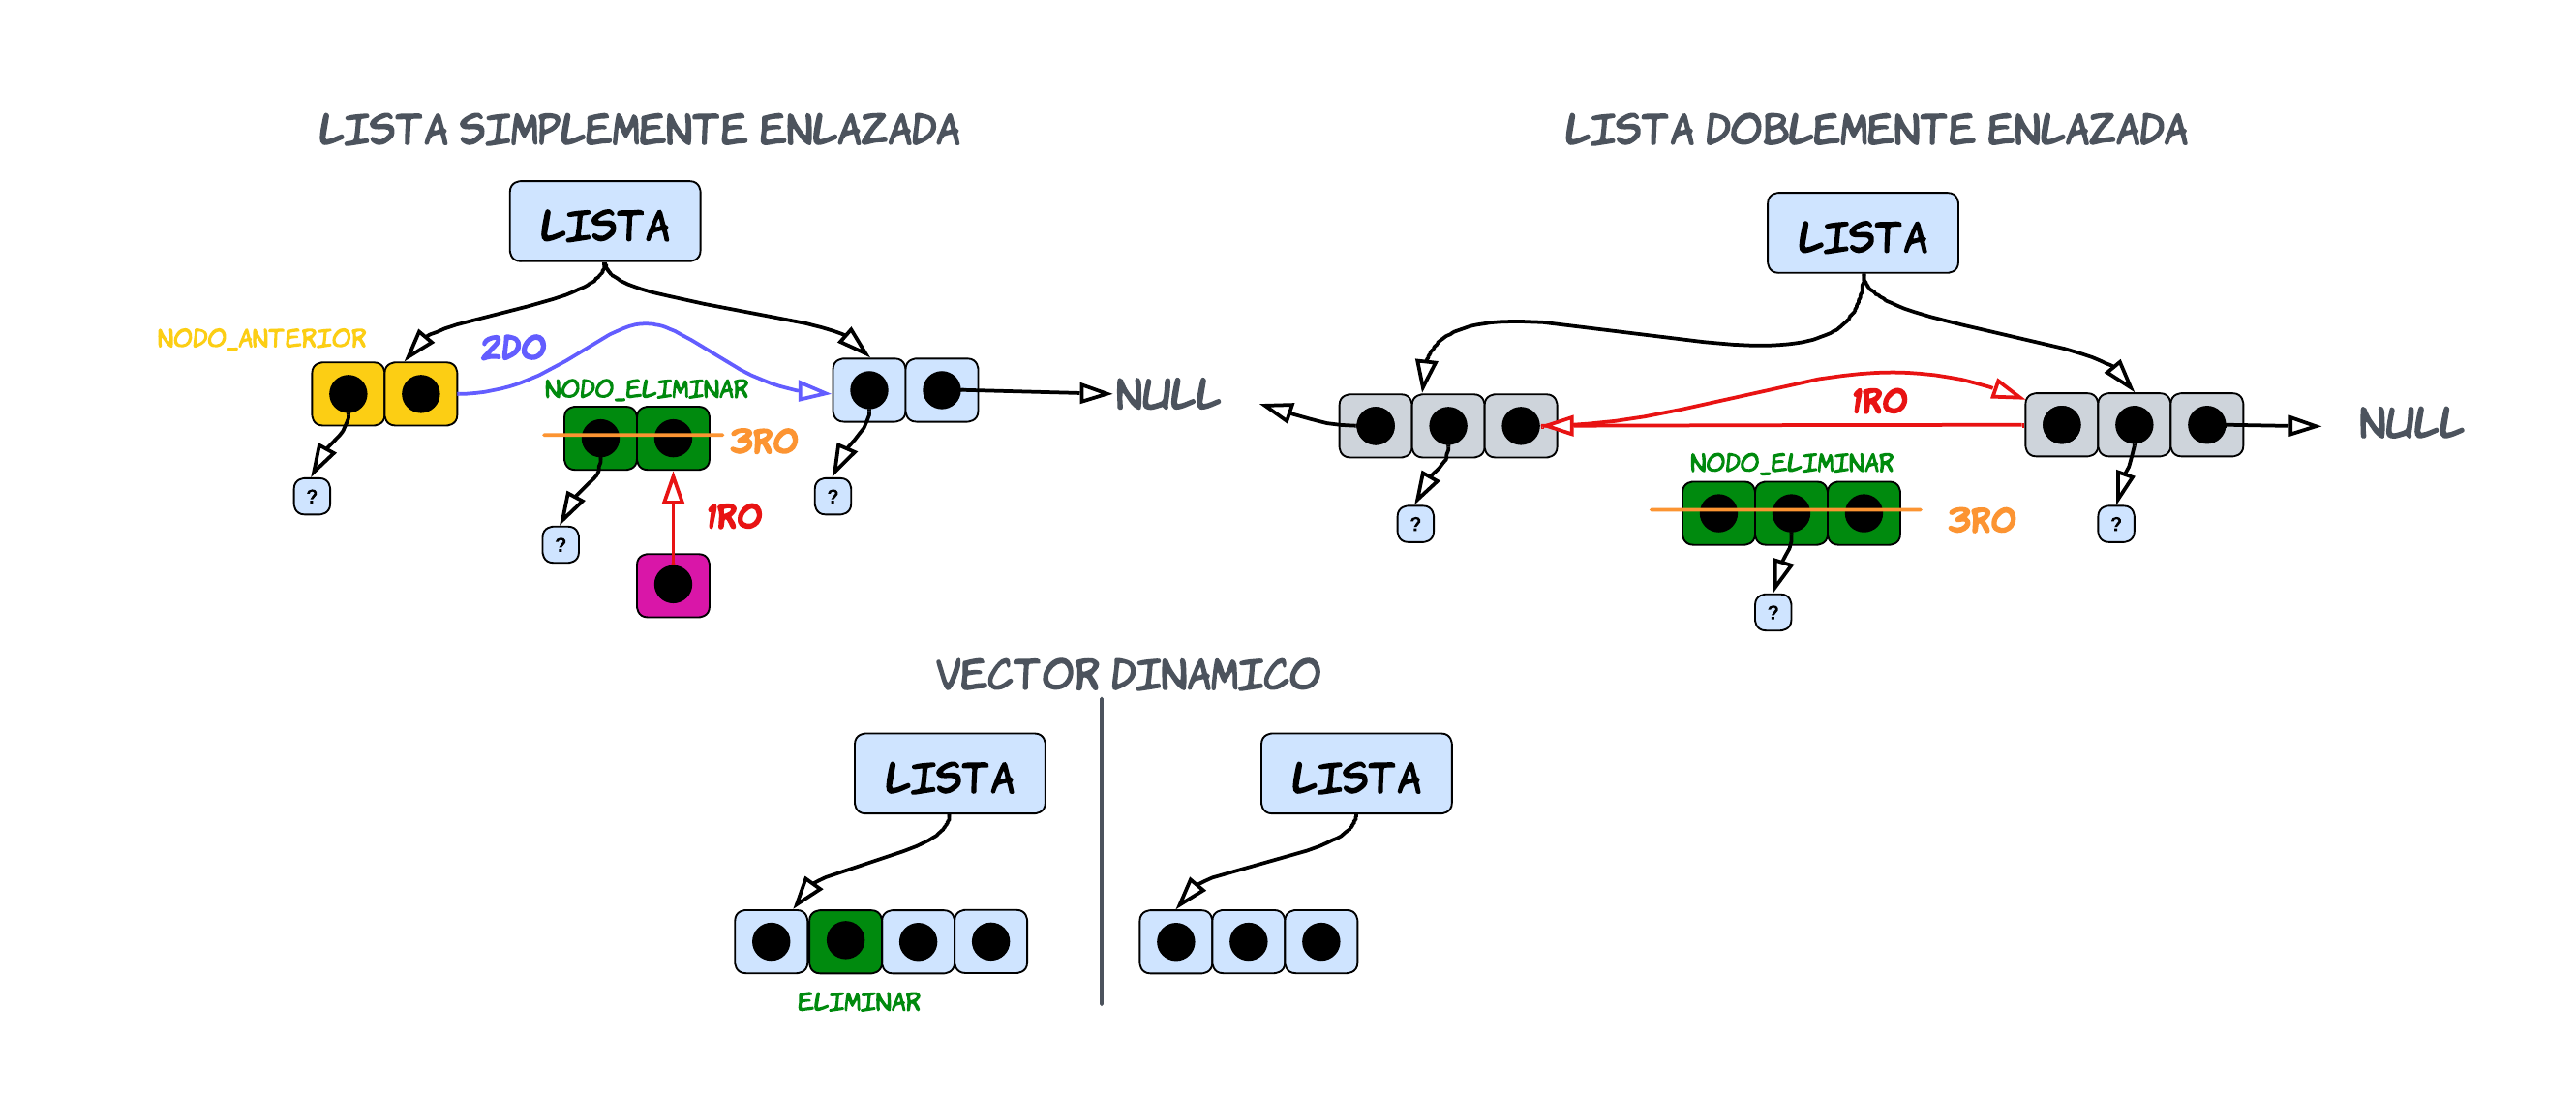 LISTA SIMPLEMENTE ENLAZADA
LISTA
NODO_ANTERIOR
2DO
NODO_ELIMINAR
3RO
1RO
?
?
?
NULL
LISTA DOBLEMENTE ENLAZADA
LISTA
1RO
NODO_ELIMINAR
3RO
?
?
?
NULL
VECTOR DINAMICO
LISTA
ELIMINAR
LISTA